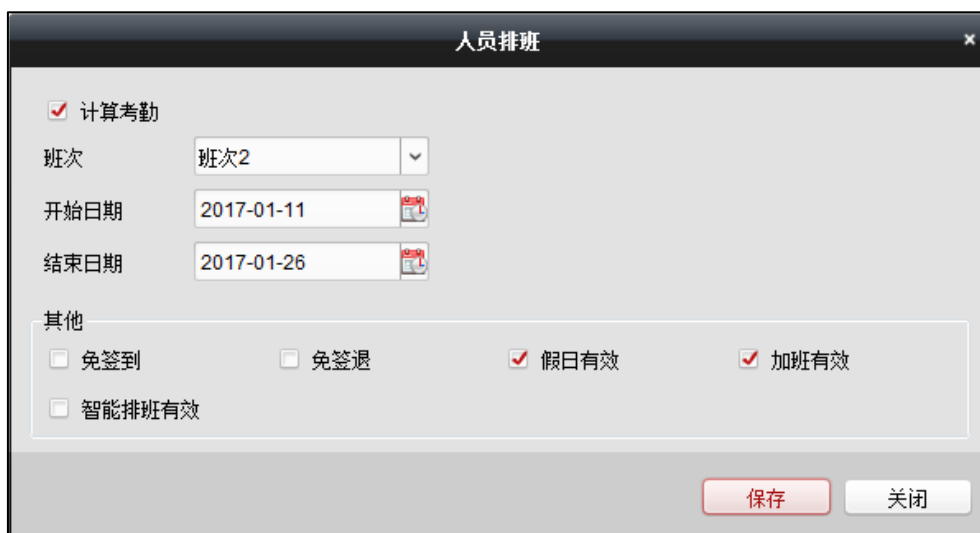 人员排班
计算考勤
班次 班次2
开始日期 2017-01-11
结束日期 2017-01-26
其他
免签到 免签退 假日有效 加班有效
智能排班有效
保存 关闭